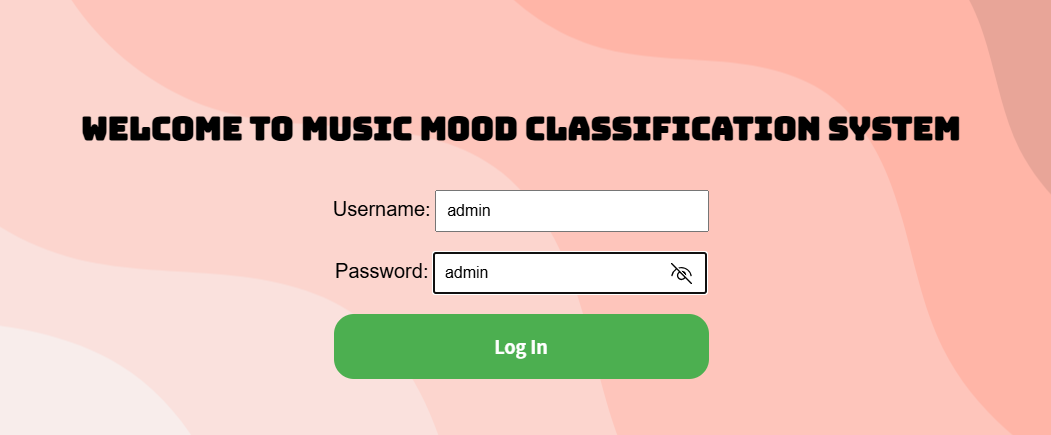 WELCOME TO MUSIC MOOD CLASSIFICATION SYSTEM
Username: admin
Password: admin
Log In